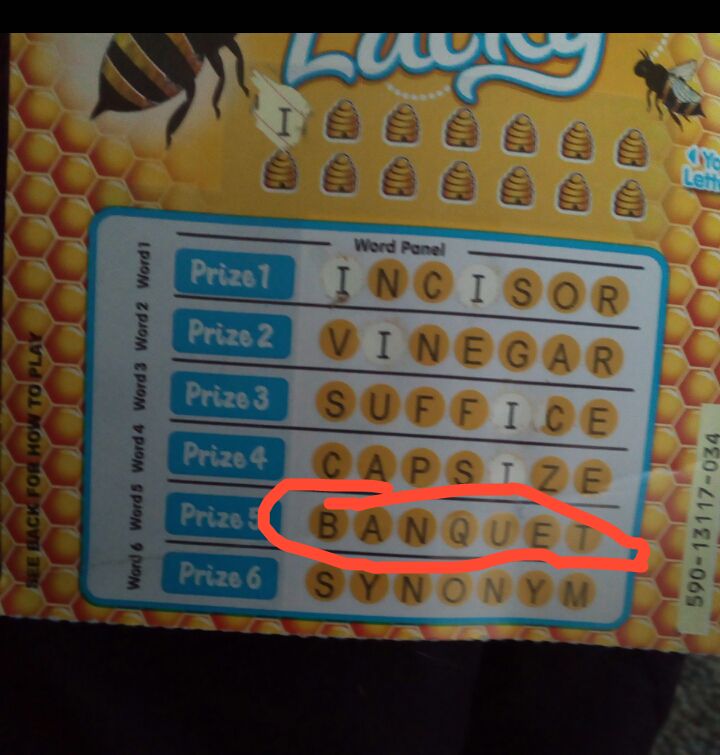 Lucky
I
You
Lett
Word Panel
Word 1 Prize 1 INCISOR
Word 2 Prize 2 VINEGAR
Word 3 Prize 3 SUFFICE
Word 4 Prize 4 CAPSIZE
Word 5 Prize 5 BANQUET
Word 6 Prize 6 SYNONYM
SEE BACK FOR HOW TO PLAY
590-13117-034